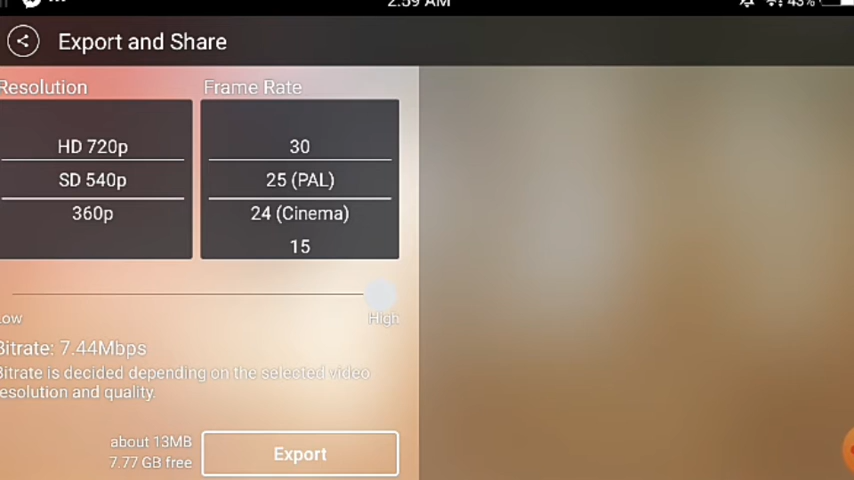 2:59 AM
43%
Export and Share
Resolution
Frame Rate
HD 720p
SD 540p
360p
30
25 (PAL)
24 (Cinema)
15
Low
High
Bitrate: 7.44Mbps
Bitrate is decided depending on the selected video
resolution and quality.
about 13MB
7.77 GB free
Export